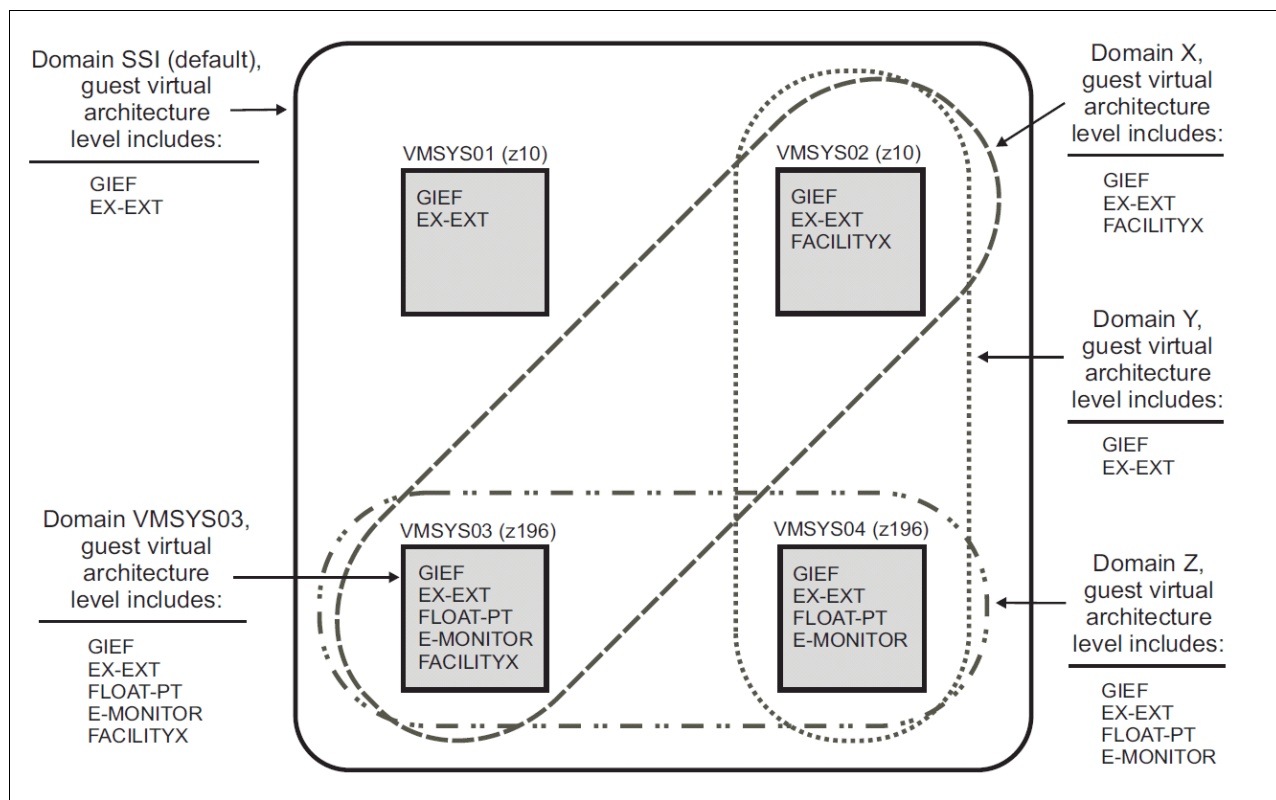 Domain SSI (default),
guest virtual
architecture
level includes:
GIEF
EX-EXT
VMSYS01 (z10)
GIEF
EX-EXT
VMSYS02 (z10)
GIEF
EX-EXT
FACILITYX
Domain X,
guest virtual
architecture
level includes:
GIEF
EX-EXT
FACILITYX
Domain Y,
guest virtual
architecture
level includes:
GIEF
EX-EXT
Domain VMSYS03,
guest virtual
architecture
level includes:
GIEF
EX-EXT
FLOAT-PT
E-MONITOR
FACILITYX
VMSYS03 (z196)
GIEF
EX-EXT
FLOAT-PT
E-MONITOR
FACILITYX
VMSYS04 (z196)
GIEF
EX-EXT
FLOAT-PT
E-MONITOR
Domain Z,
guest virtual
architecture
level includes:
GIEF
EX-EXT
FLOAT-PT
E-MONITOR